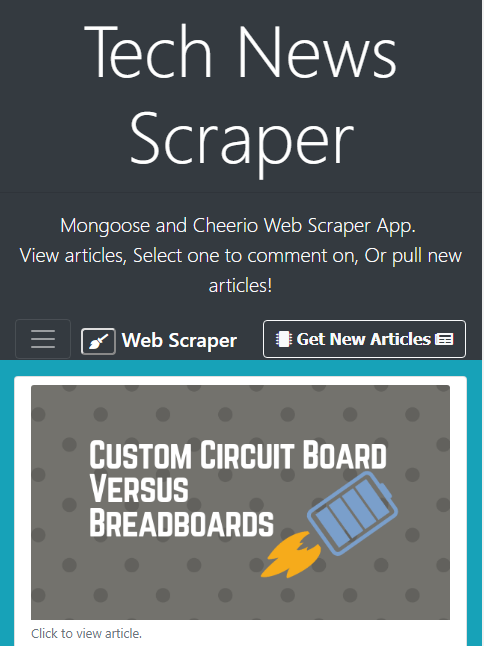 Tech News
Scraper
Mongoose and Cheerio Web Scraper App.
View articles, Select one to comment on, Or pull new
articles!
Web Scraper
Get New Articles
Custom Circuit Board
Versus
Breadboards
Click to view article.